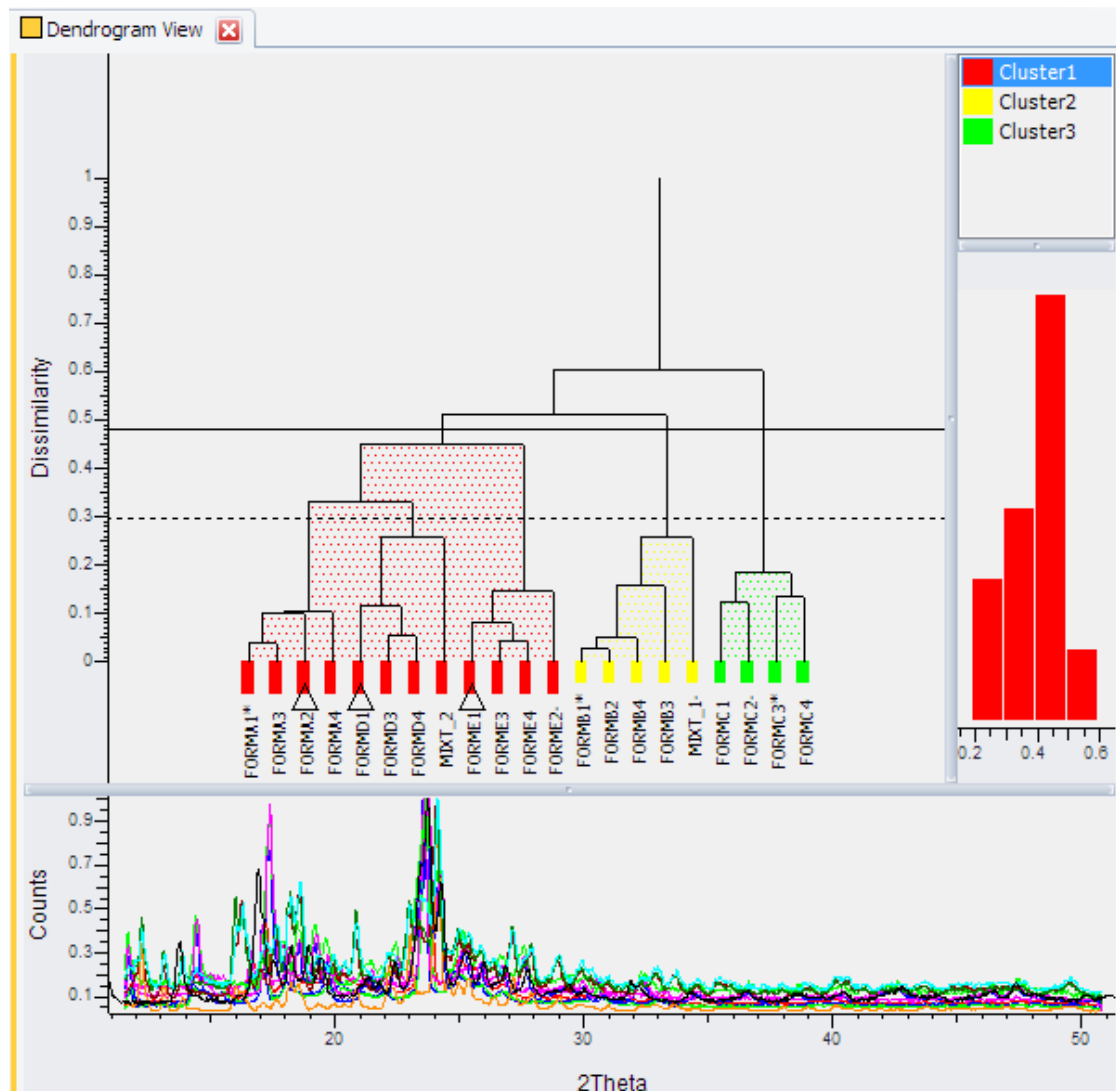 Dendrogram View
Cluster1
Cluster2
Cluster3
Dissimilarity
1
0.9
0.8
0.7
0.6
0.5
0.4
0.3
0.2
0.1
0
FORMA1*
FORMA3
FORMA2
FORMA4
FORMD1
FORMD3
FORMD4
MIXT_2
FORME1
FORME3
FORME4
FORME2-
FORMB1*
FORMB2
FORMB4
FORMB3
MIXT_1-
FORMC1
FORMC2-
FORMC3*
FORMC4
0.2 0.4 0.6
Counts
0.9
0.7
0.5
0.3
0.1
20 30 40 50
2Theta